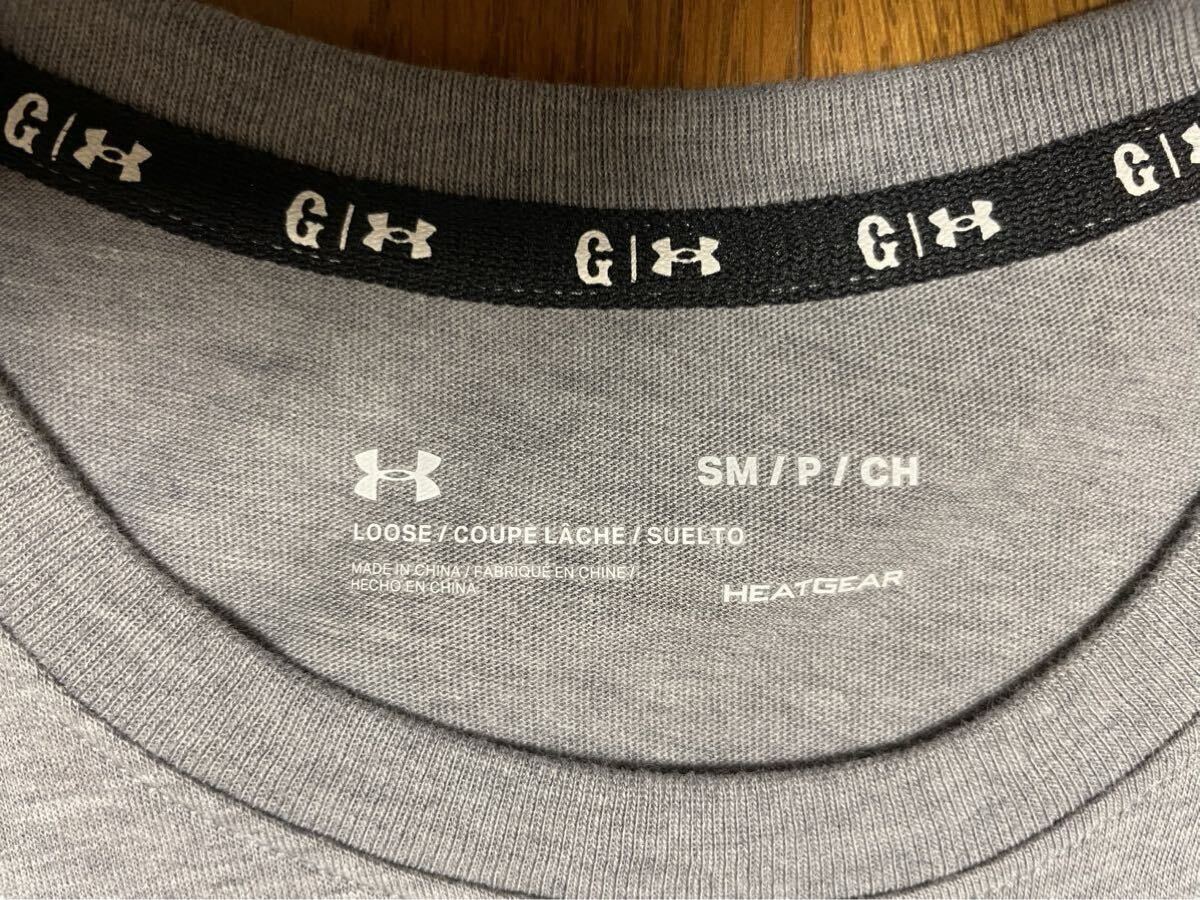 G | G | G | G | G |
SM / P / CH
LOOSE / COUPE LÂCHE / SUELTO
MADE IN CHINA / FABRIQUÉ EN CHINE /
HECHO EN CHINA
HEATGEAR